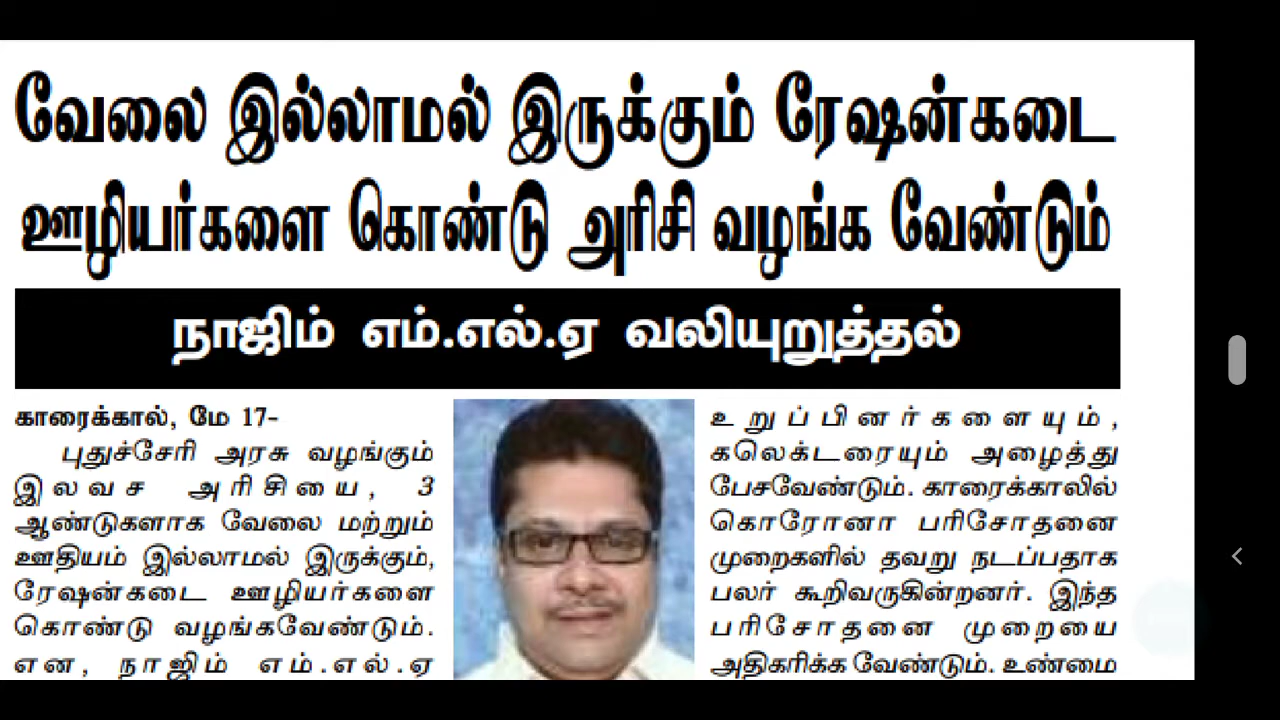 வேலை இல்லாமல் இருக்கும் ரேஷன்கடை
ஊழியர்களை கொண்டு அரிசி வழங்க வேண்டும்
நாஜிம் எம்.எல்.ஏ வலியுறுத்தல்
காரைக்கால், மே 17-
புதுச்சேரி அரசு வழங்கும்
இலவச அரிசியை, 3
ஆண்டுகளாக வேலை மற்றும்
ஊதியம் இல்லாமல் இருக்கும்,
ரேஷன்கடை ஊழியர்களை
கொண்டு வழங்கவேண்டும்.
என, நாஜிம் எம்.எல்.ஏ
உறுப்பினர்களையும்,
கலெக்டரையும் அழைத்து
பேசவேண்டும். காரைக்காலில்
கொரோனா பரிசோதனை
முறைகளில் தவறு நடப்பதாக
பலர் கூறிவருகின்றனர். இந்த
பரிசோதனை முறையை
அதிகரிக்க வேண்டும். உண்மை